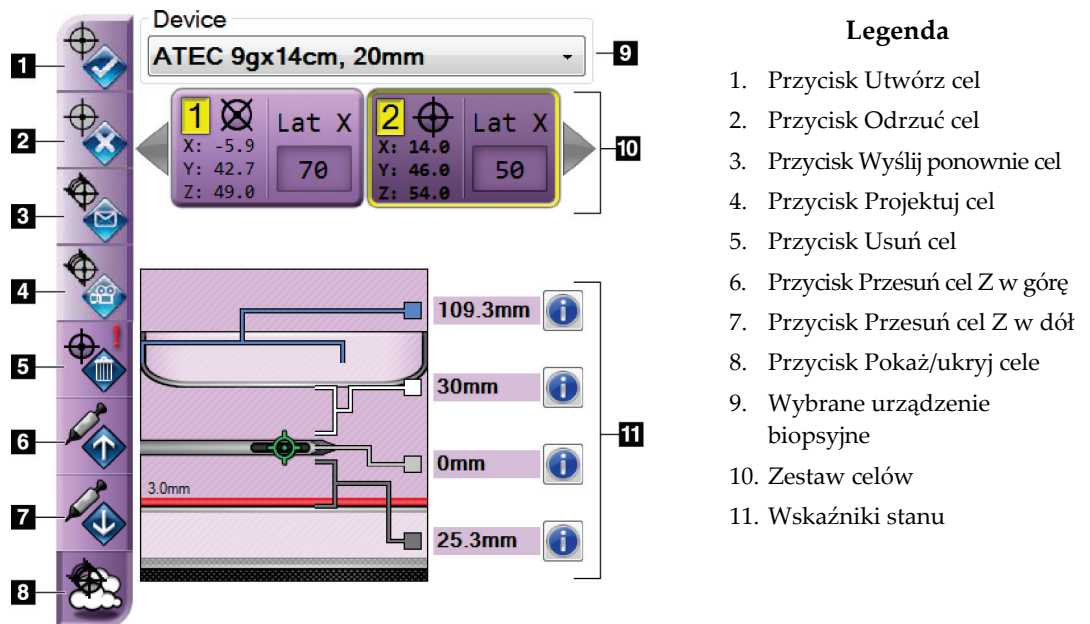 Device
ATEC 9gx14cm, 20mm
1
2
3
4
5
6
7
8
9
10
11
1 Lat X
X: -5.9
Y: 42.7
Z: 49.0
70
2 Lat X
X: 14.0
Y: 46.0
Z: 54.0
50
109.3mm
30mm
0mm
3.0mm
25.3mm
Legenda
1. Przycisk Utwórz cel
2. Przycisk Odrzuć cel
3. Przycisk Wyślij ponownie cel
4. Przycisk Projektuj cel
5. Przycisk Usuń cel
6. Przycisk Przesuń cel Z w górę
7. Przycisk Przesuń cel Z w dół
8. Przycisk Pokaż/ukryj cele
9. Wybrane urządzenie
biopsyjne
10. Zestaw celów
11. Wskaźniki stanu